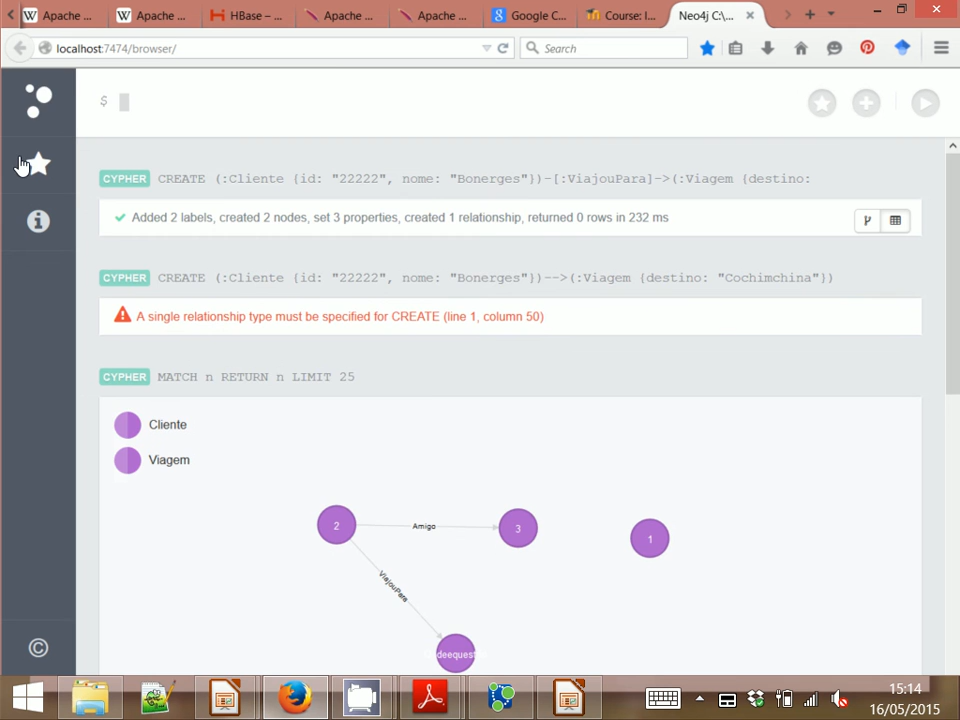 Apache ...
Apache ...
HBase – ...
Apache ...
Apache ...
Google C...
Course: I...
Neo4j C:\...
localhost:7474/browser/
Search
$
CYPHER CREATE (:Cliente {id: "22222", nome: "Bonerges"})-[:ViajouPara]->(:Viagem {destino:
Added 2 labels, created 2 nodes, set 3 properties, created 1 relationship, returned 0 rows in 232 ms
CYPHER CREATE (:Cliente {id: "22222", nome: "Bonerges"})-->(:Viagem {destino: "Cochimchina"})
A single relationship type must be specified for CREATE (line 1, column 50)
CYPHER MATCH n RETURN n LIMIT 25
Cliente
Viagem
2
Amigo
3
1
ViajouPara
15:14
16/05/2015